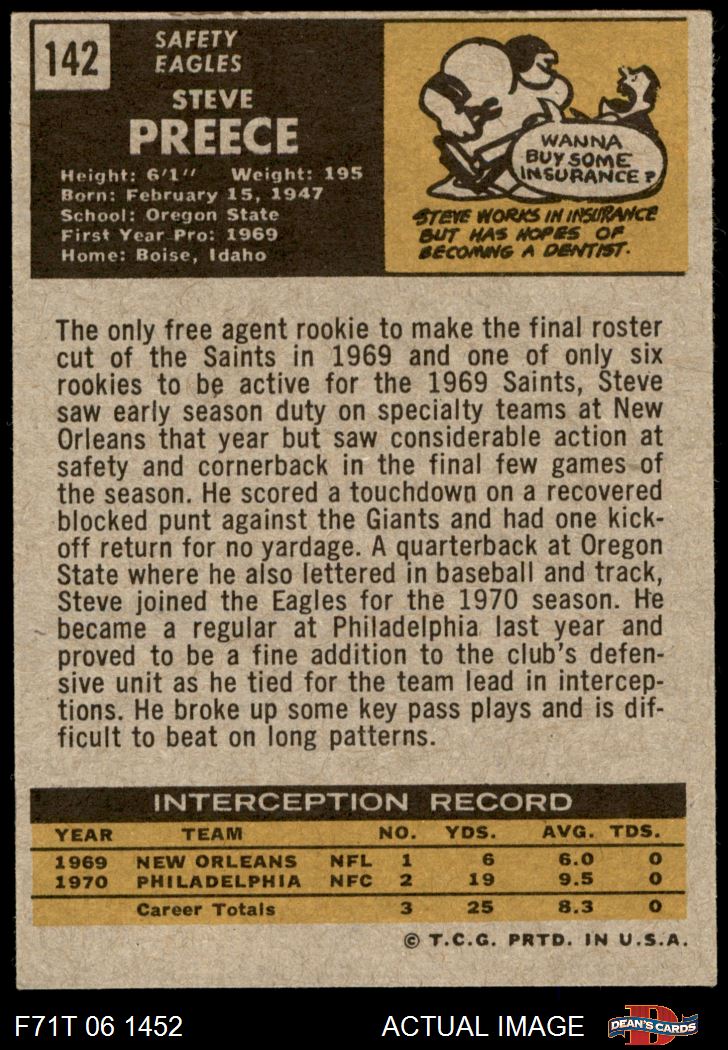 142
SAFETY
EAGLES
STEVE
PREECE
Height: 6'1" Weight: 195
Born: February 15, 1947
School: Oregon State
First Year Pro: 1969
Home: Boise, Idaho
WANNA
BUY SOME
INSURANCE?
STEVE WORKS IN INSURANCE
BUT HAS HOPES OF
BECOMING A DENTIST.
The only free agent rookie to make the final roster
cut of the Saints in 1969 and one of only six
rookies to be active for the 1969 Saints, Steve
saw early season duty on specialty teams at New
Orleans that year but saw considerable action at
safety and cornerback in the final few games of
the season. He scored a touchdown on a recovered
blocked punt against the Giants and had one kick-
off return for no yardage. A quarterback at Oregon
State where he also lettered in baseball and track,
Steve joined the Eagles for the 1970 season. He
became a regular at Philadelphia last year and
proved to be a fine addition to the club's defen-
sive unit as he tied for the team lead in intercep-
tions. He broke up some key pass plays and is dif-
ficult to beat on long patterns.
INTERCEPTION RECORD
YEAR TEAM NO. YDS. AVG. TDS.
1969 NEW ORLEANS NFL 1 6 6.0 0
1970 PHILADELPHIA NFC 2 19 9.5 0
Career Totals 3 25 8.3 0
© T.C.G. PRTD. IN U.S.A.
F71T 06 1452 ACTUAL IMAGE
D
DEAN'S CARDS